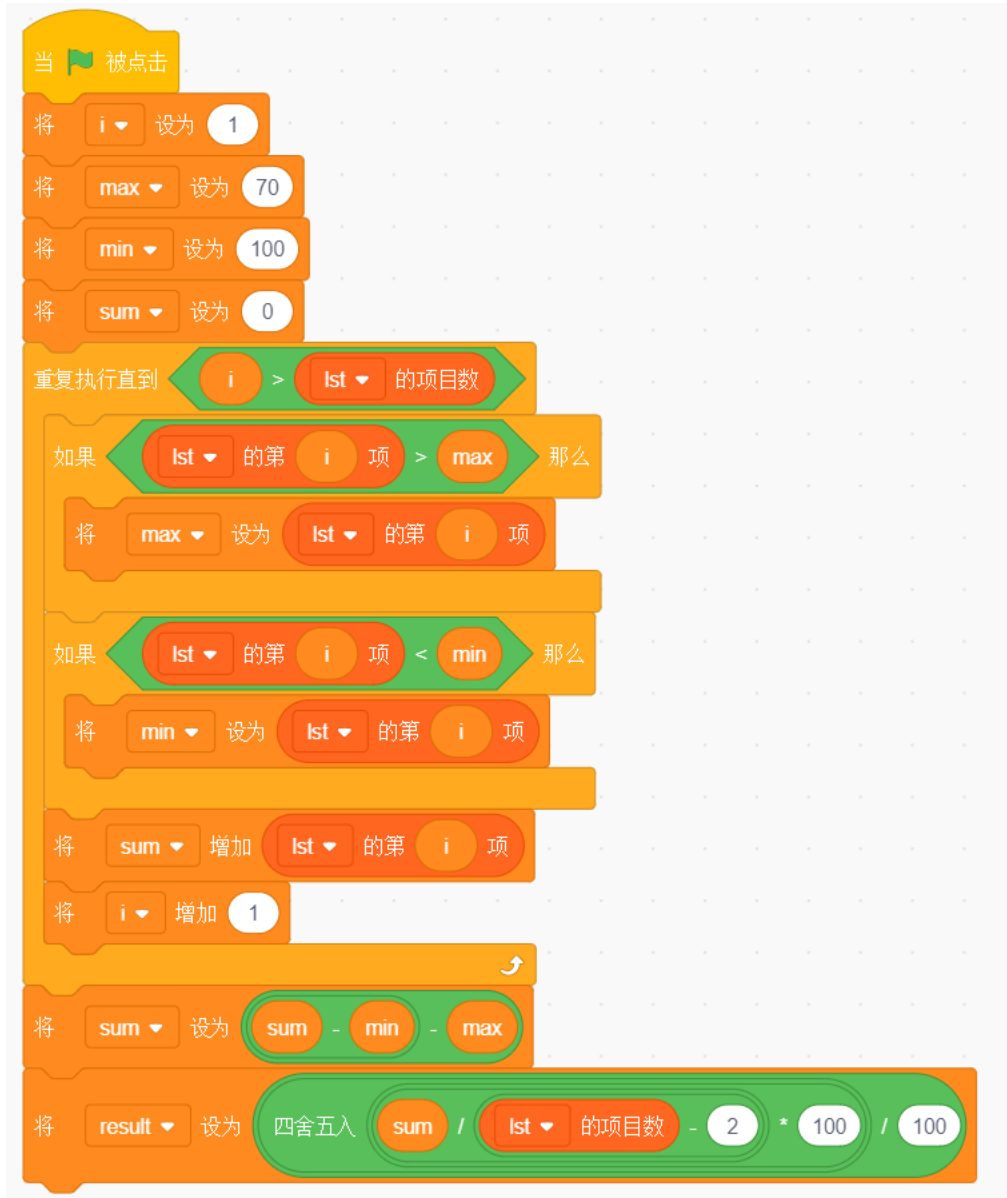 当 被点击
将 i 设为 1
将 max 设为 70
将 min 设为 100
将 sum 设为 0
重复执行直到 i > lst 的项目数
如果 lst 的第 i 项 > max 那么
将 max 设为 lst 的第 i 项
如果 lst 的第 i 项 < min 那么
将 min 设为 lst 的第 i 项
将 sum 增加 lst 的第 i 项
将 i 增加 1
将 sum 设为 sum - min - max
将 result 设为 四舍五入 sum / lst 的项目数 - 2 * 100 / 100